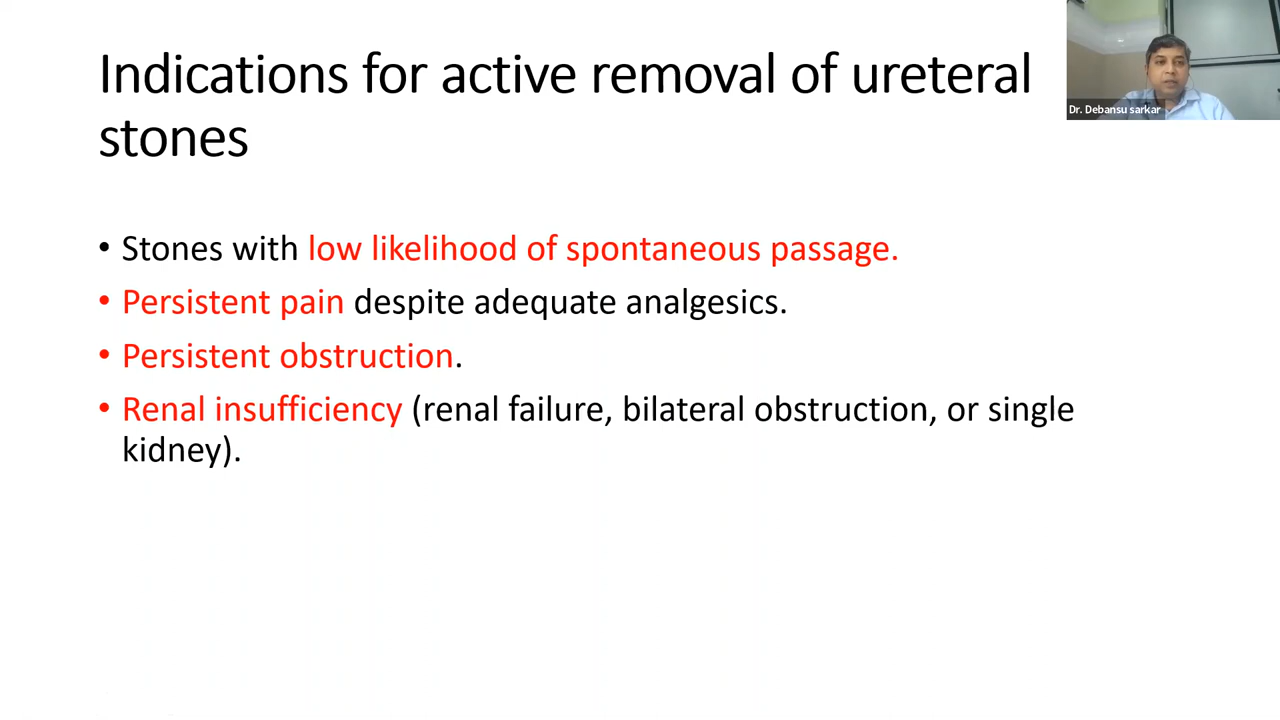 Indications for active removal of ureteral
stones
Dr. Debansu sarkar
• Stones with low likelihood of spontaneous passage.
• Persistent pain despite adequate analgesics.
• Persistent obstruction.
• Renal insufficiency (renal failure, bilateral obstruction, or single
kidney).